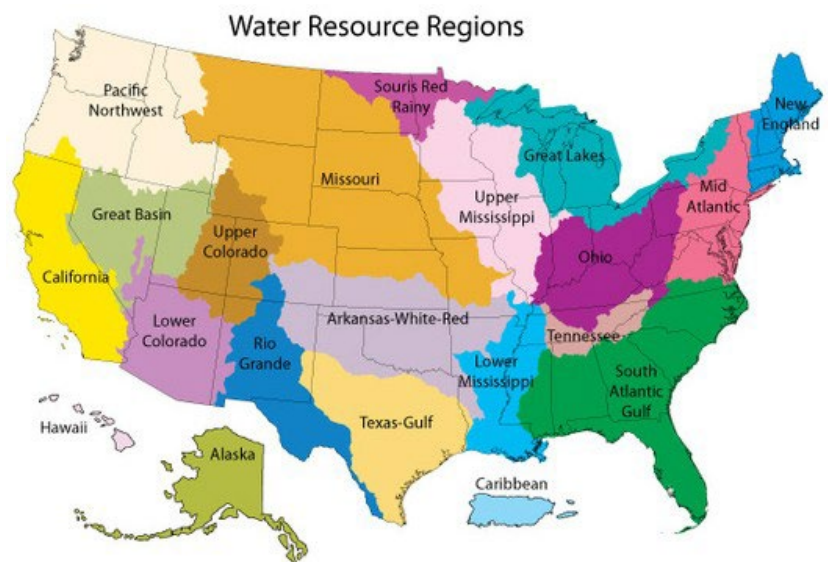 Water Resource Regions
Pacific
Northwest
Souris Red
Rainy
New
England
Great Lakes
Missouri
Upper
Mississippi
Mid
Atlantic
Great Basin
Upper
Colorado
Ohio
California
Lower
Colorado
Rio
Grande
Arkansas-White-Red
Tennessee
Lower
Mississippi
South
Atlantic
Gulf
Texas-Gulf
Hawaii
Alaska
Caribbean